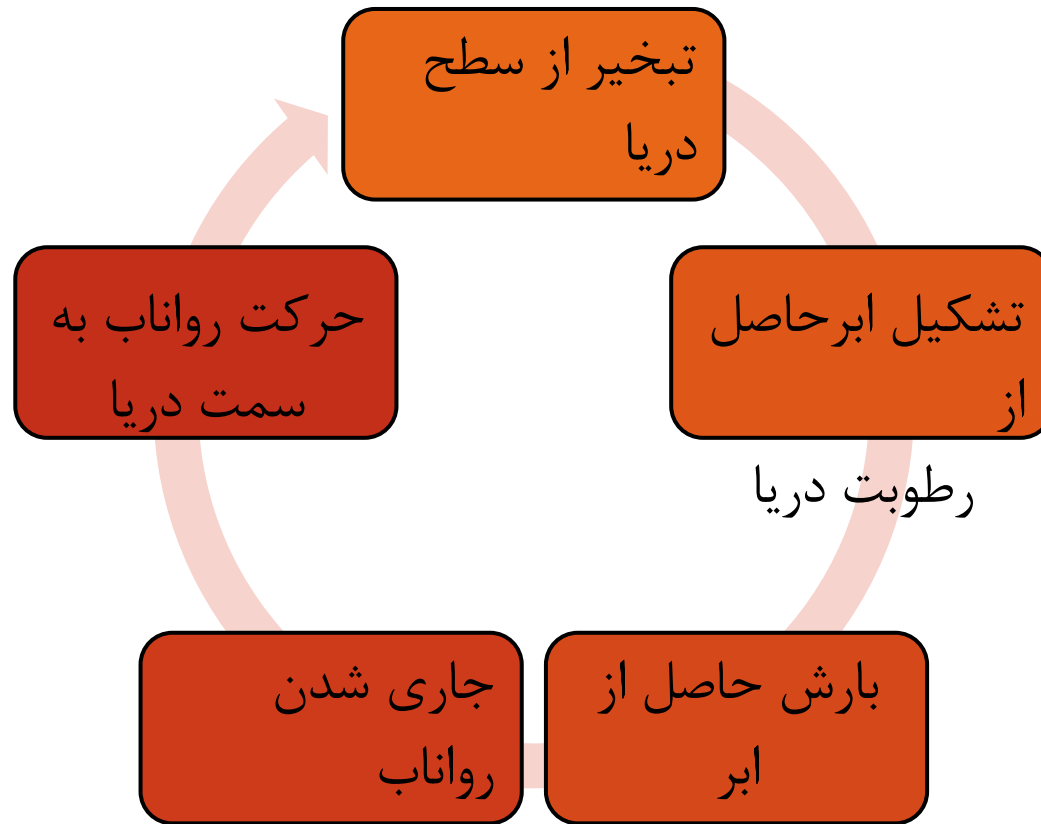 تبخیر از سطح
دریا
تشکیل ابرحاصل
از
رطوبت دریا
بارش حاصل از
ابر
جاری شدن
رواناب
حرکت رواناب به
سمت دریا